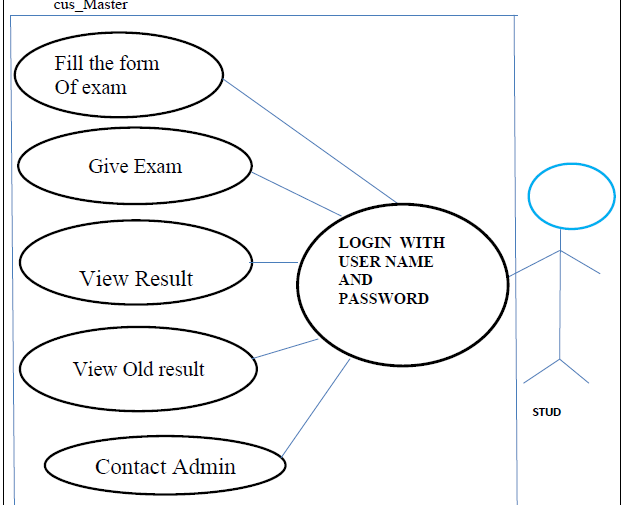 cus_Master
Fill the form
Of exam
Give Exam
View Result
View Old result
Contact Admin
LOGIN WITH
USER NAME
AND
PASSWORD
STUD